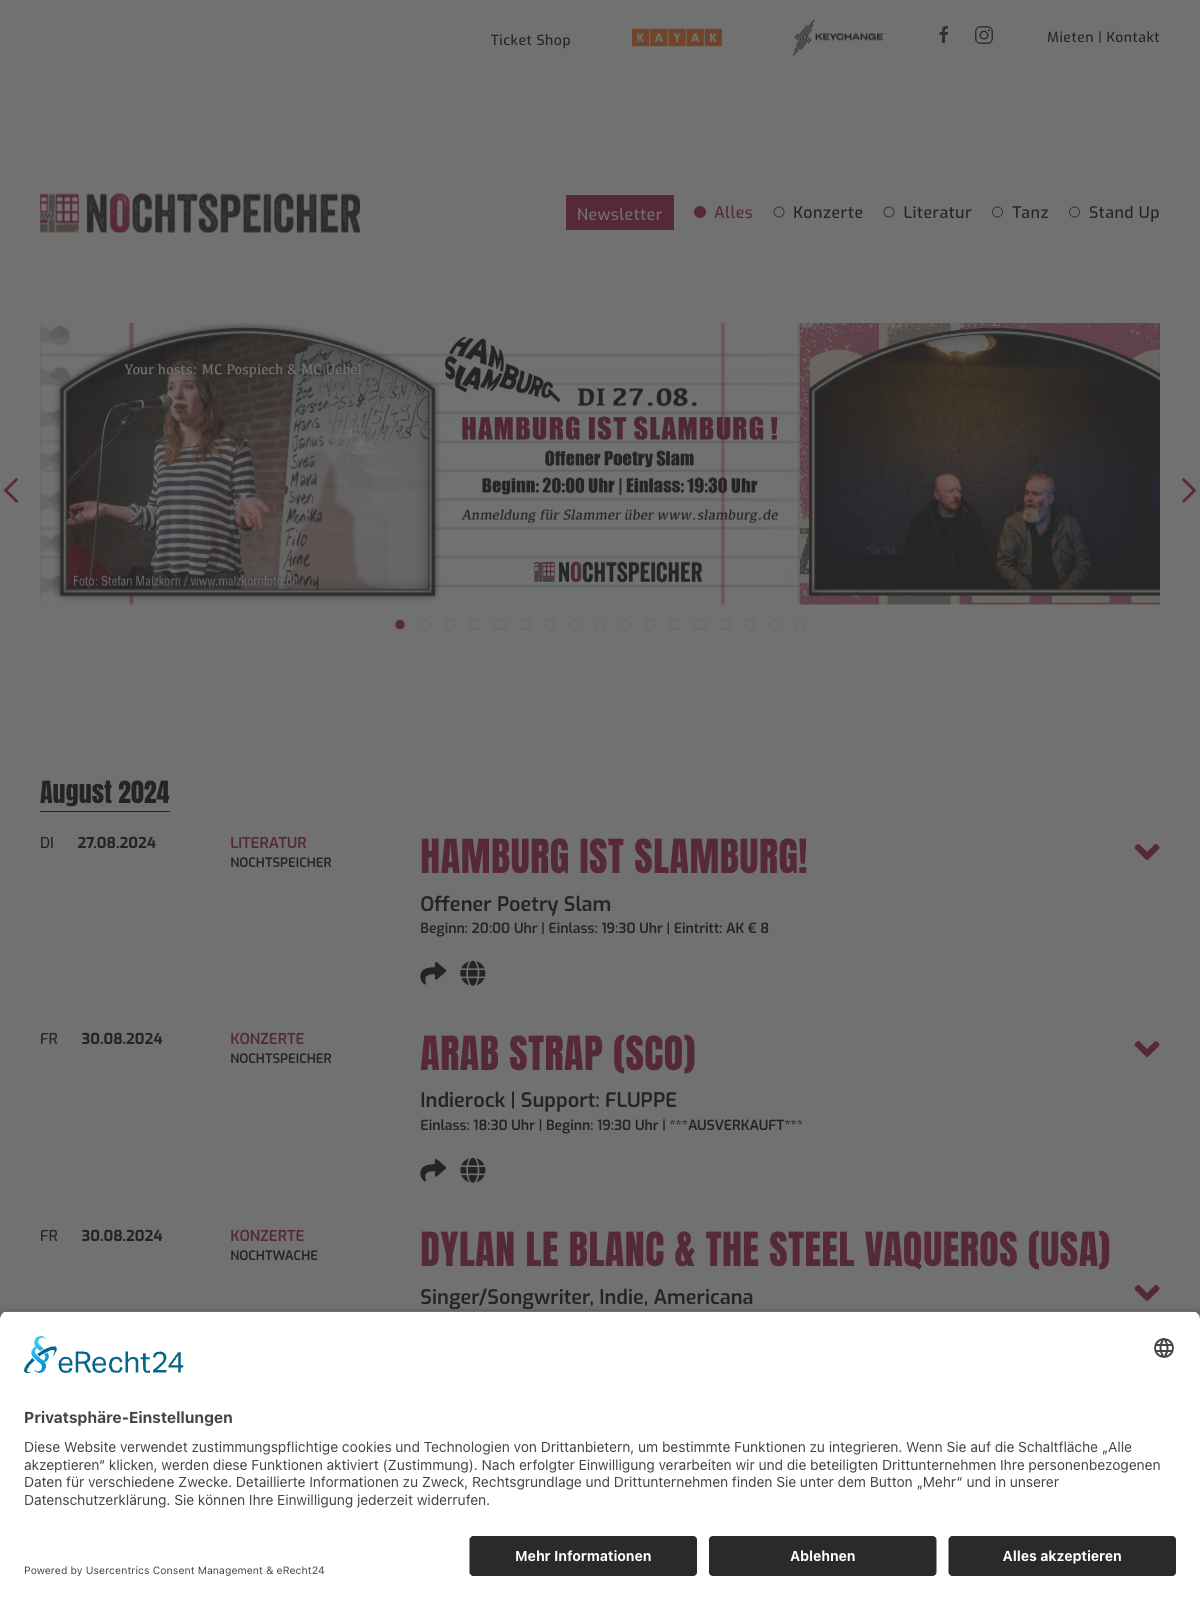 Ticket Shop
KAYAK
KEYCHANGE
Mieten | Kontakt
NOCHTSPEICHER
Newsletter
Alles
Konzerte
Literatur
Tanz
Stand Up
Your hosts: MC Pospiech & MC Uebel
Foto: Stefan Malzkorn / www.malzkornfoto.de
HAM
SLAMBURG
DI 27.08.
HAMBURG IST SLAMBURG !
Offener Poetry Slam
Beginn: 20:00 Uhr | Einlass: 19:30 Uhr
Anmeldung für Slammer über www.slamburg.de
NOCHTSPEICHER
August 2024
DI 27.08.2024
LITERATUR
NOCHTSPEICHER
HAMBURG IST SLAMBURG!
Offener Poetry Slam
Beginn: 20:00 Uhr | Einlass: 19:30 Uhr | Eintritt: AK € 8
FR 30.08.2024
KONZERTE
NOCHTSPEICHER
ARAB STRAP (SCO)
Indierock | Support: FLUPPE
Einlass: 18:30 Uhr | Beginn: 19:30 Uhr | ***AUSVERKAUFT***
FR 30.08.2024
KONZERTE
NOCHTWACHE
DYLAN LE BLANC & THE STEEL VAQUEROS (USA)
Singer/Songwriter, Indie, Americana
eRecht24
Privatsphäre-Einstellungen
Diese Website verwendet zustimmungspflichtige cookies und Technologien von Drittanbietern, um bestimmte Funktionen zu integrieren. Wenn Sie auf die Schaltfläche „Alle
akzeptieren“ klicken, werden diese Funktionen aktiviert (Zustimmung). Nach erfolgter Einwilligung verarbeiten wir und die beteiligten Drittunternehmen Ihre personenbezogenen
Daten für verschiedene Zwecke. Detaillierte Informationen zu Zweck, Rechtsgrundlage und Drittunternehmen finden Sie unter dem Button „Mehr“ und in unserer
Datenschutzerklärung. Sie können Ihre Einwilligung jederzeit widerrufen.
Mehr Informationen
Ablehnen
Alles akzeptieren
Powered by Usercentrics Consent Management & eRecht24